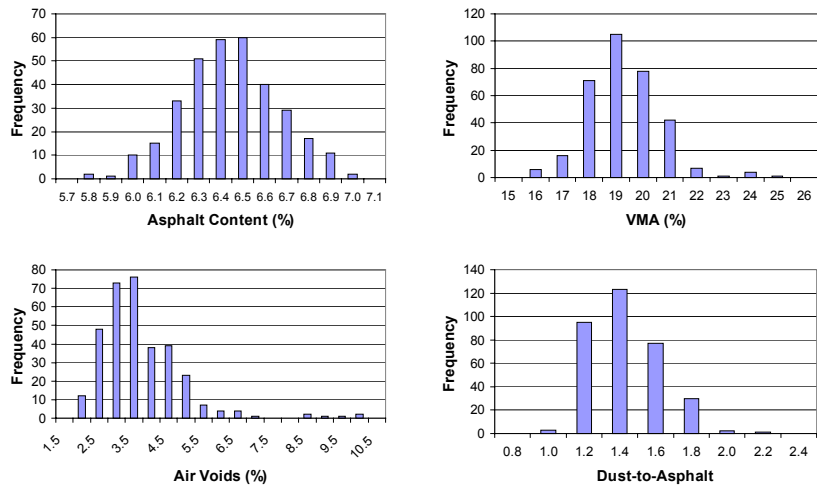 70
60
50
40
30
20
10
0
Frequency
5.7 5.8 5.9 6.0 6.1 6.2 6.3 6.4 6.5 6.6 6.7 6.8 6.9 7.0 7.1
Asphalt Content (%)
120
100
80
60
40
20
0
Frequency
15 16 17 18 19 20 21 22 23 24 25 26
VMA (%)
80
70
60
50
40
30
20
10
0
Frequency
1.5 2.5 3.5 4.5 5.5 6.5 7.5 8.5 9.5 10.5
Air Voids (%)
140
120
100
80
60
40
20
0
Frequency
0.8 1.0 1.2 1.4 1.6 1.8 2.0 2.2 2.4
Dust-to-Asphalt